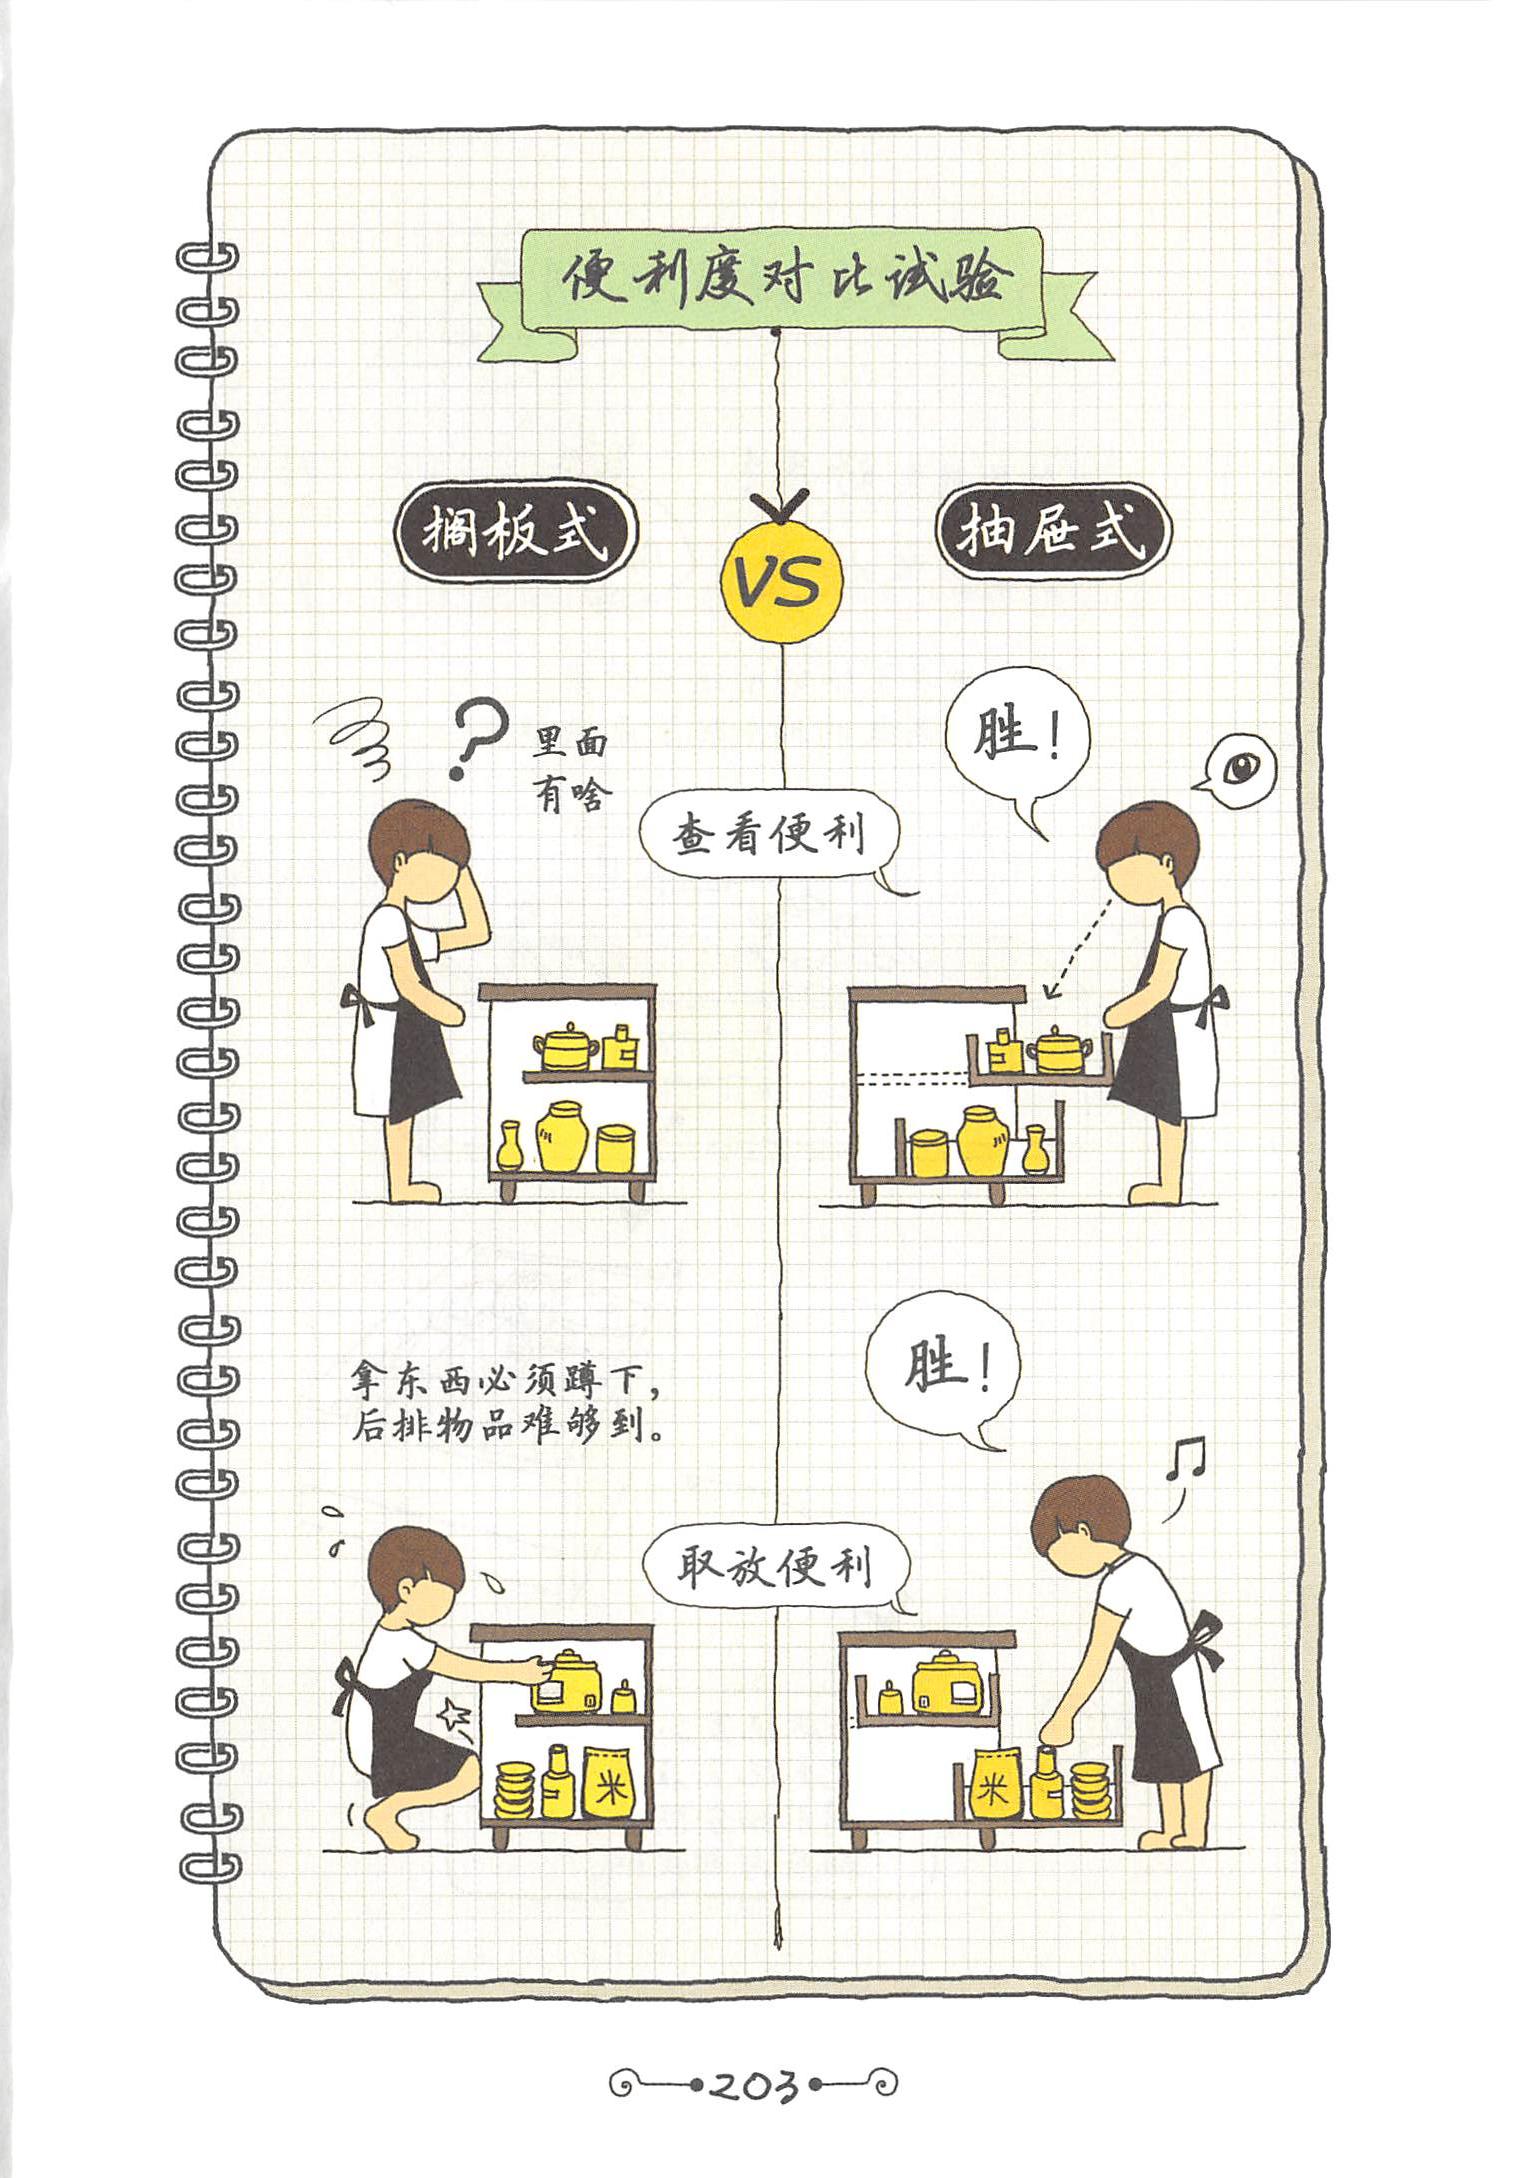 便利度对比试验
搁板式
VS
抽屉式
里面
有啥
胜!
查看便利
胜!
拿东西必须蹲下,
后排物品难够到。
取放便利
米
米
203